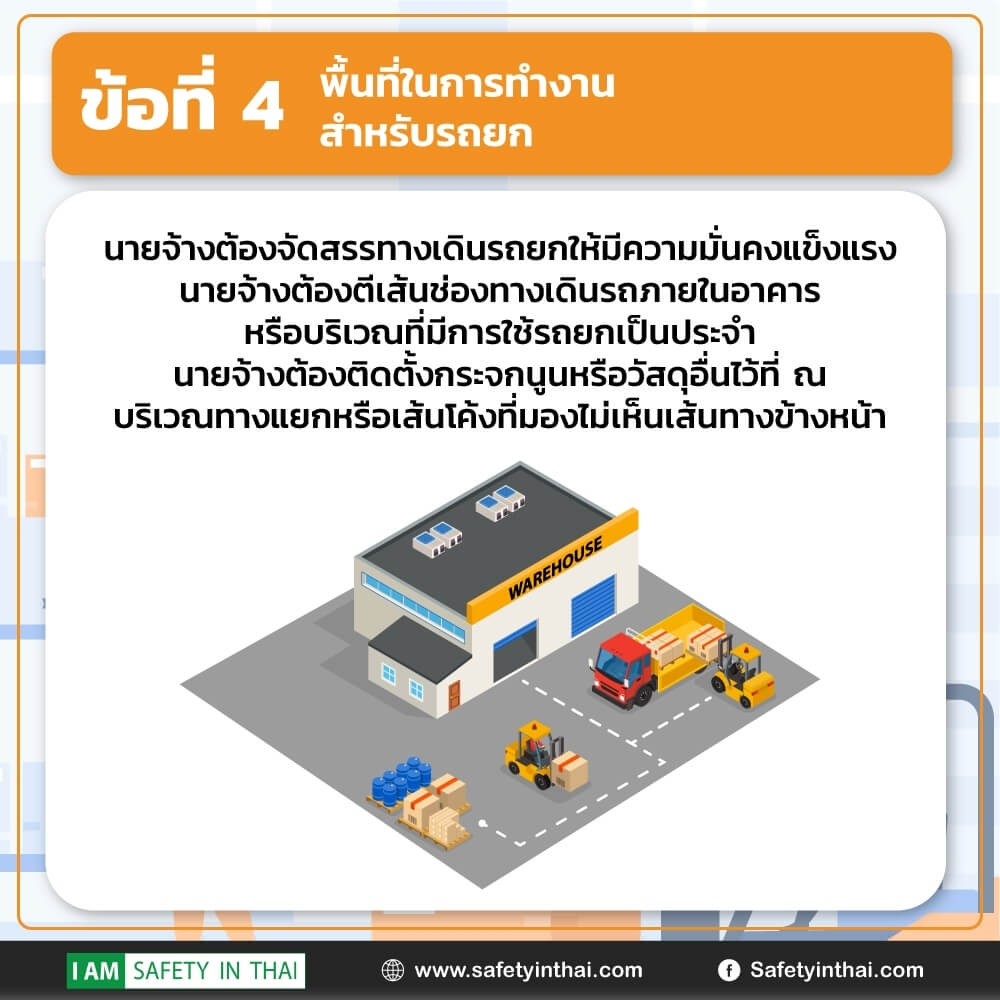 ข้อที่ 4
พื้นที่ในการทำงาน
สำหรับรถยก
นายจ้างต้องจัดสรรทางเดินรถยกให้มีความมั่นคงแข็งแรง
นายจ้างต้องตีเส้นช่องทางเดินรถภายในอาคาร
หรือบริเวณที่มีการใช้รถยกเป็นประจำ
นายจ้างต้องติดตั้งกระจกนูนหรือวัสดุอื่นไว้ที่ ณ
บริเวณทางแยกหรือเส้นโค้งที่มองไม่เห็นเส้นทางข้างหน้า
WAREHOUSE
I AM SAFETY IN THAI
www.safetyinthai.com
Safetyinthai.com